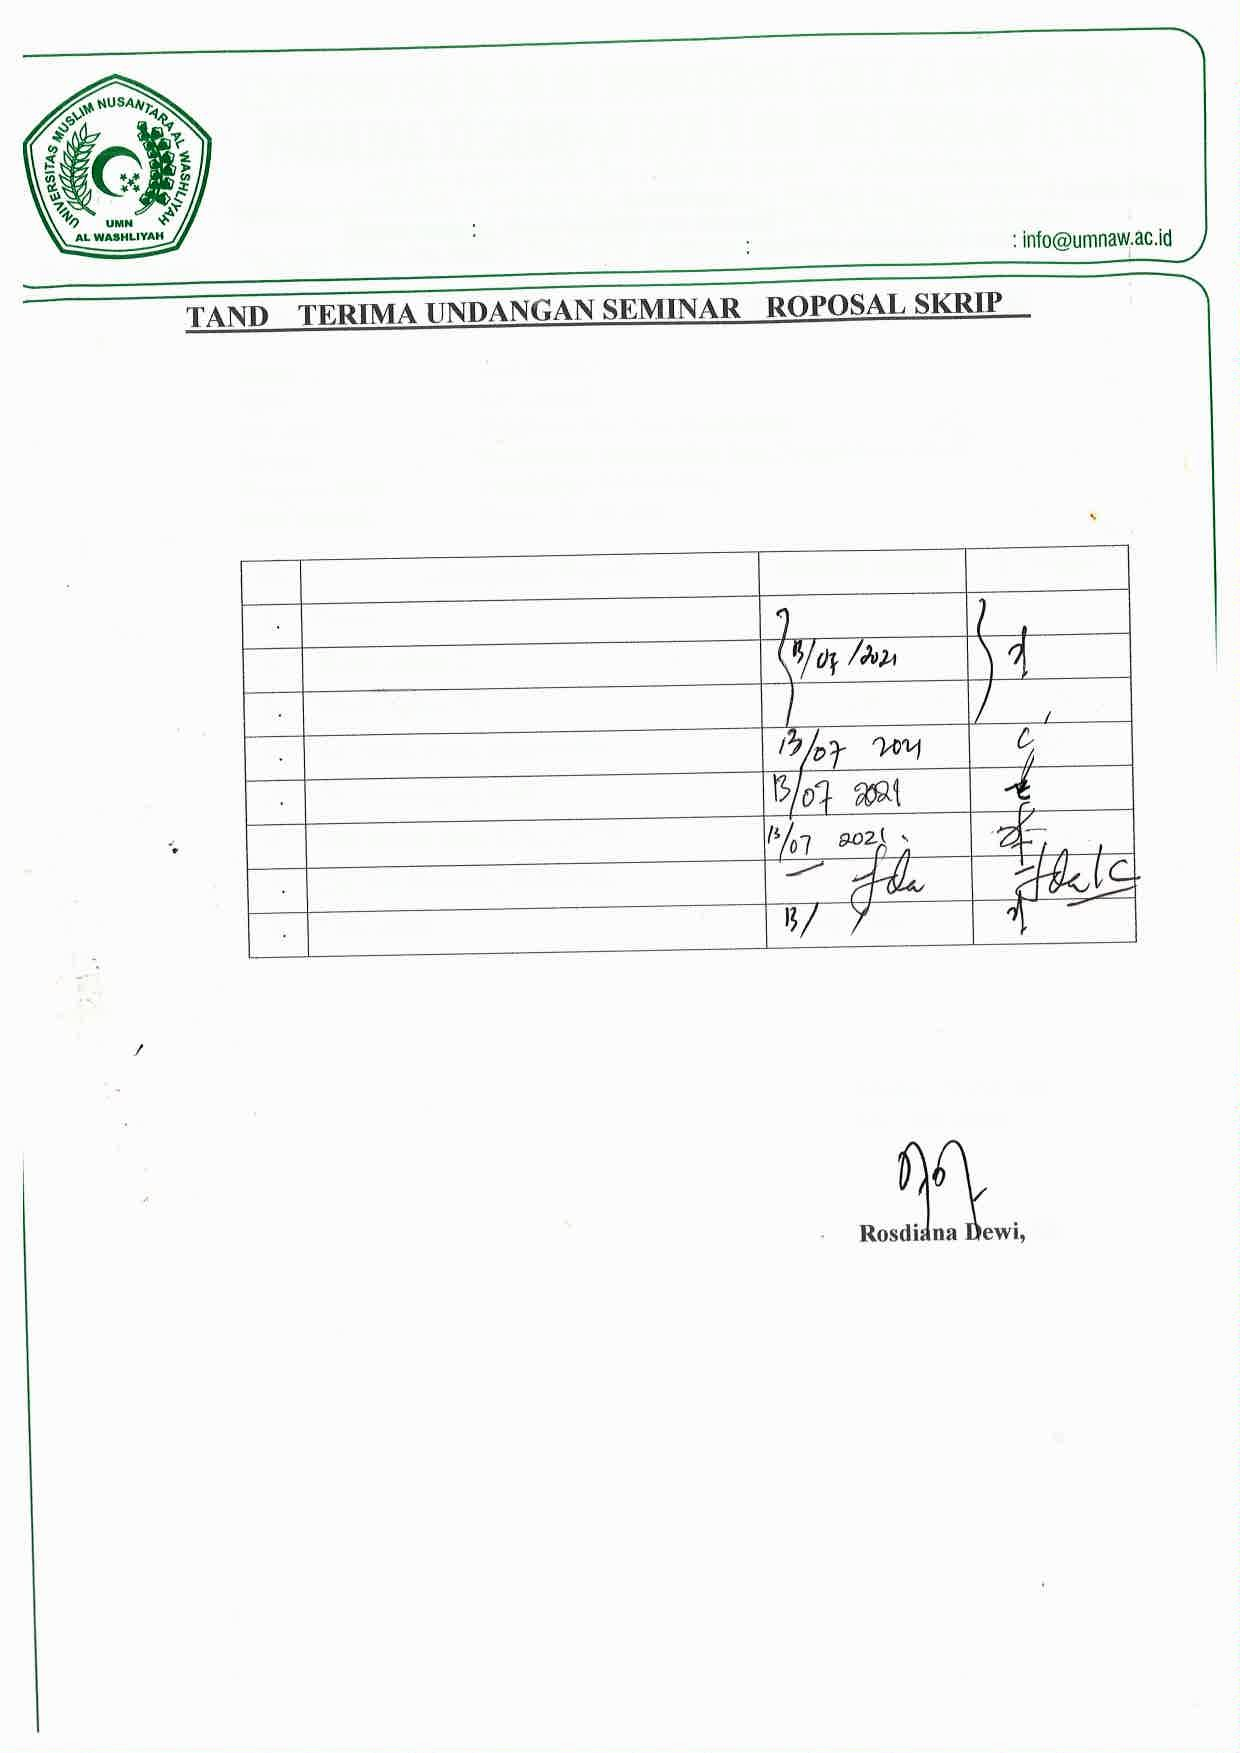 UNIVERSITAS MUSLIM NUSANTARA AL WASHLIYAH
UMN
AL WASHLIYAH
: :
: info@umnaw.ac.id
TAND TERIMA UNDANGAN SEMINAR ROPOSAL SKRIP
13/07/2021
13/07 2021
13/07 2021
13/07 2021
13/
Rosdiana Dewi,